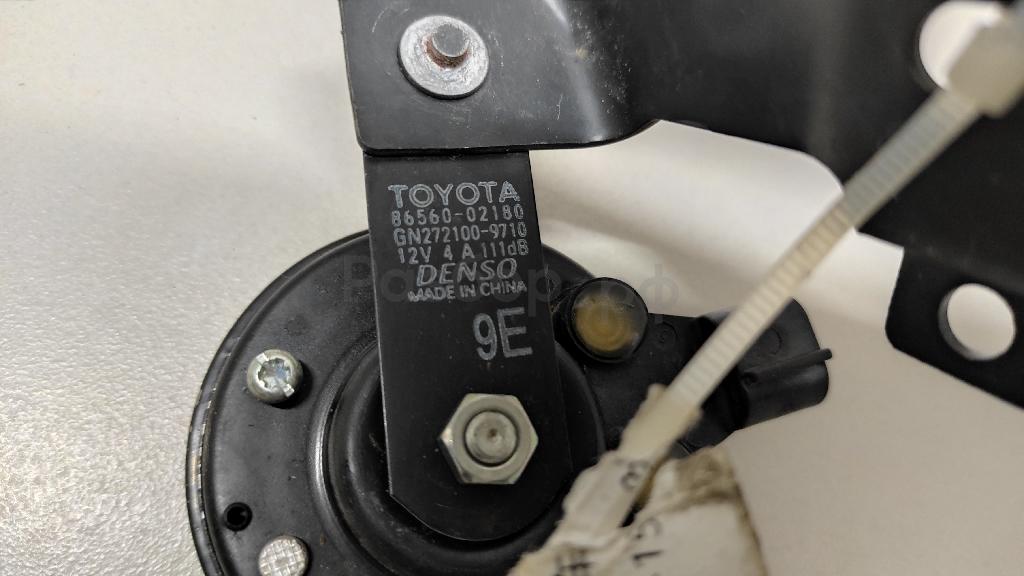 TOYOTA
86560-02180
GN272100-9710
12V 4 A 111dB
DENSO
MADE IN CHINA
9E